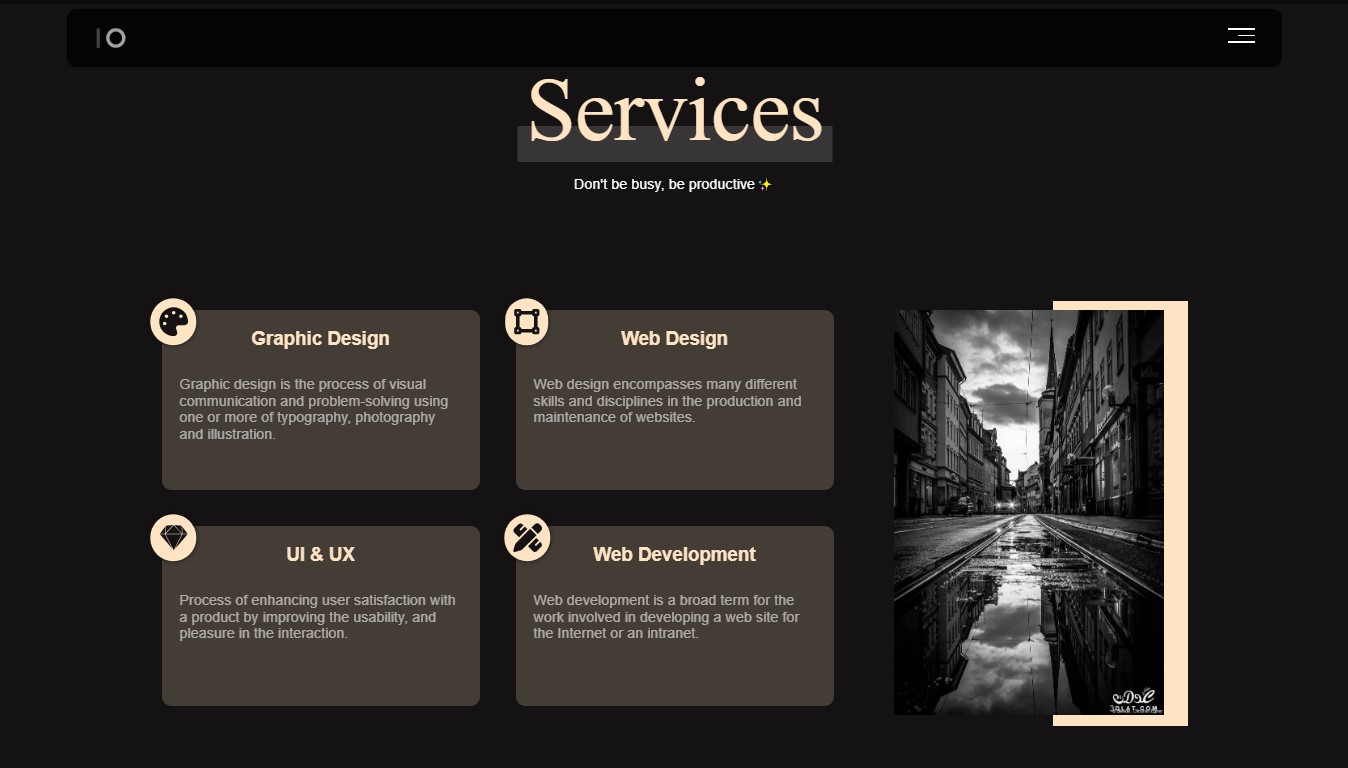 IO
Services
Don't be busy, be productive ✨
Graphic Design
Graphic design is the process of visual
communication and problem-solving using
one or more of typography, photography
and illustration.
Web Design
Web design encompasses many different
skills and disciplines in the production and
maintenance of websites.
UI & UX
Process of enhancing user satisfaction with
a product by improving the usability, and
pleasure in the interaction.
Web Development
Web development is a broad term for the
work involved in developing a web site for
the Internet or an intranet.
3DLAT.COM